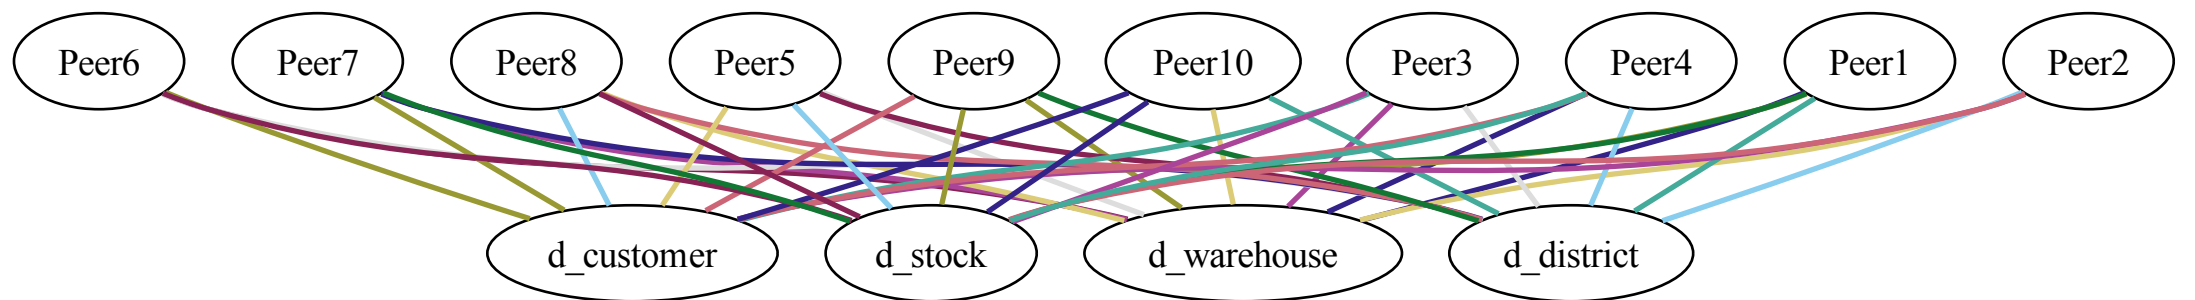 Peer6 Peer7 Peer8 Peer5 Peer9 Peer10 Peer3 Peer4 Peer1 Peer2
d_customer d_stock d_warehouse d_district